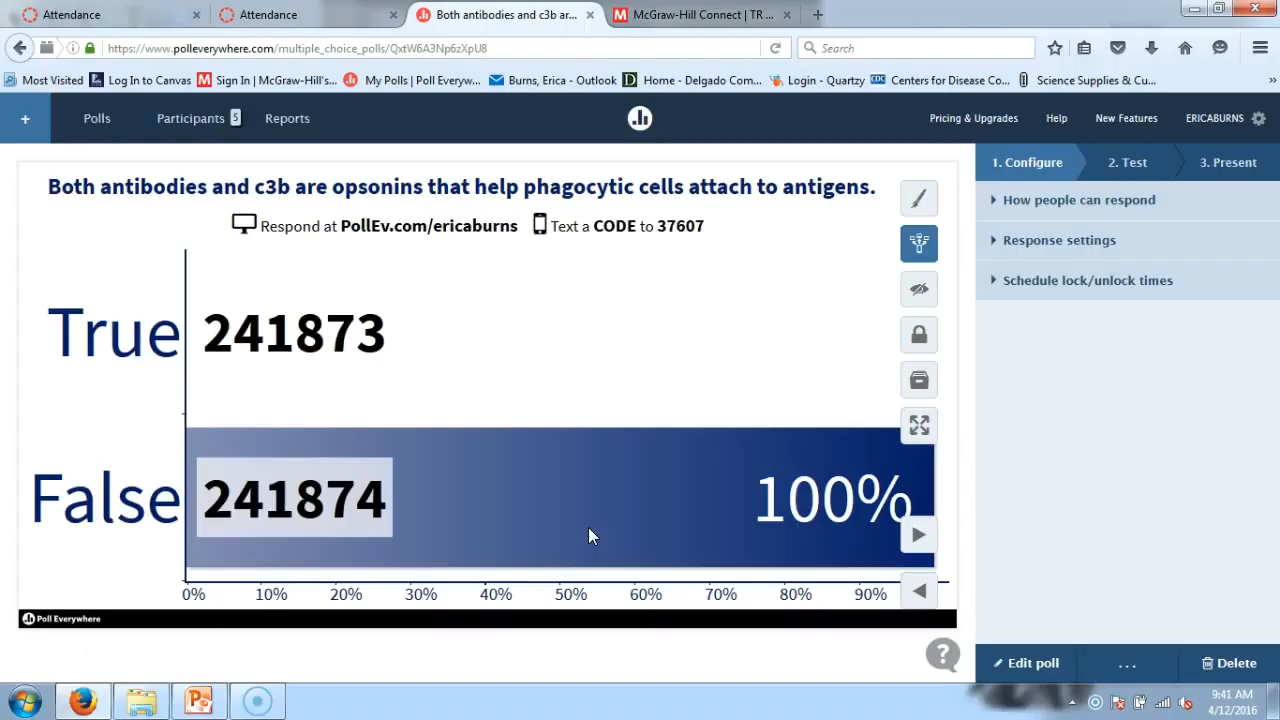 Attendance
Attendance
Both antibodies and c3b ar...
McGraw-Hill Connect | TR ...
https://www.polleverywhere.com/multiple_choice_polls/QxtW6A3Np6zXpU8
Search
Most Visited
Log In to Canvas
Sign In | McGraw-Hill's...
My Polls | Poll Everyw...
Burns, Erica - Outlook
Home - Delgado Com...
Login - Quartzy
Centers for Disease Co...
Science Supplies & Cu...
+ Polls Participants 5 Reports
Pricing & Upgrades Help New Features ERICABURNS
1. Configure 2. Test 3. Present
Both antibodies and c3b are opsonins that help phagocytic cells attach to antigens.
Respond at PollEv.com/ericaburns Text a CODE to 37607
How people can respond
Response settings
Schedule lock/unlock times
True 241873
False 241874 100%
0% 10% 20% 30% 40% 50% 60% 70% 80% 90%
Poll Everywhere
?
Edit poll ... Delete
9:41 AM
4/12/2016